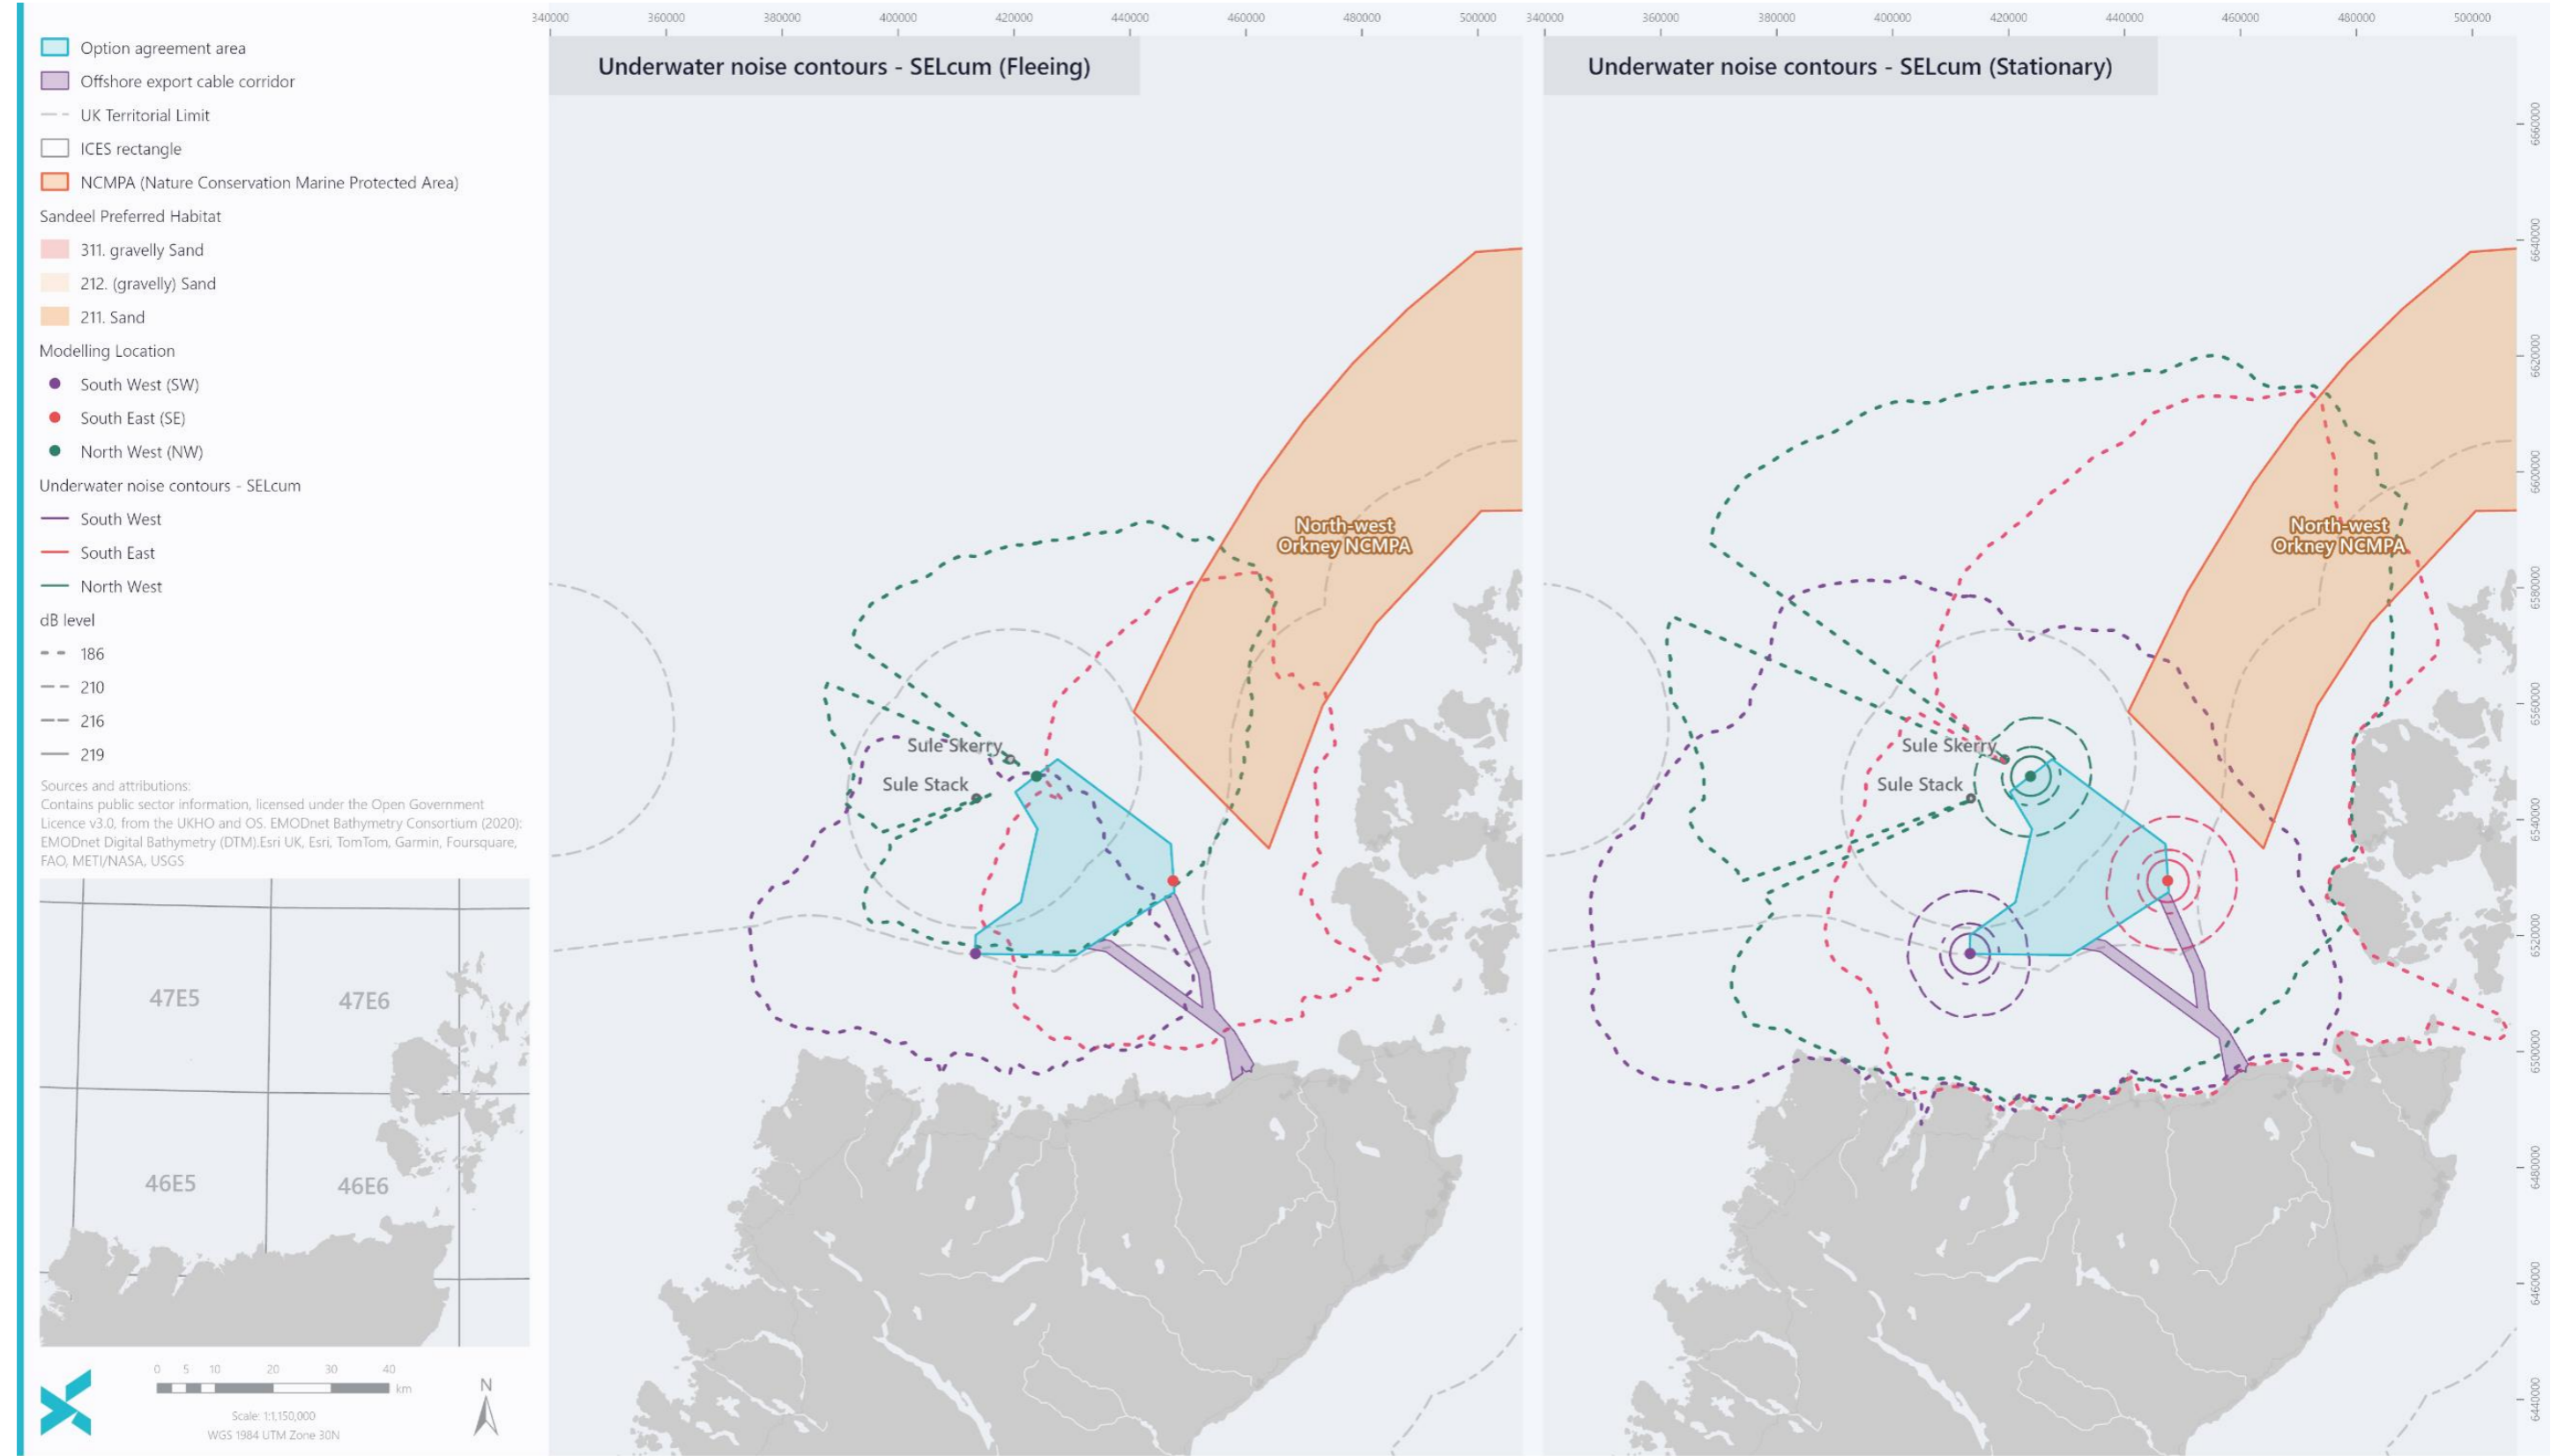 Option agreement area
Offshore export cable corridor
UK Territorial Limit
ICES rectangle
NCMPA (Nature Conservation Marine Protected Area)
Sandeel Preferred Habitat
311. gravelly Sand
212. (gravelly) Sand
211. Sand
Modelling Location
South West (SW)
South East (SE)
North West (NW)
Underwater noise contours - SELcum
South West
South East
North West
dB level
186
210
216
219
Sources and attributions:
Contains public sector information, licensed under the Open Government
Licence v3.0, from the UKHO and OS. EMODnet Bathymetry Consortium (2020):
EMODnet Digital Bathymetry (DTM).Esri UK, Esri, TomTom, Garmin, Foursquare,
FAO, METI/NASA, USGS
47E5 47E6
46E5 46E6
0 5 10 20 30 40
km
N
Scale: 1:1,150,000
WGS 1984 UTM Zone 30N
340000 360000 380000 400000 420000 440000 460000 480000 500000
Underwater noise contours - SELcum (Fleeing)
North-west
Orkney NCMPA
Sule Skerry
Sule Stack
340000 360000 380000 400000 420000 440000 460000 480000 500000
Underwater noise contours - SELcum (Stationary)
North-west
Orkney NCMPA
Sule Skerry
Sule Stack
6660000
6640000
6620000
6600000
6580000
6560000
6540000
6520000
6500000
6480000
6460000
6440000